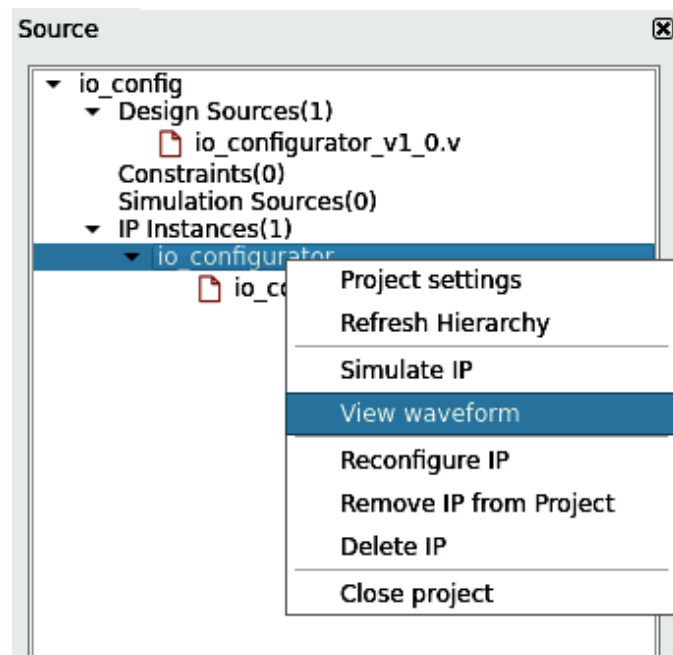 Source
io_config
Design Sources(1)
io_configurator_v1_0.v
Constraints(0)
Simulation Sources(0)
IP Instances(1)
io_configurator
Project settings
Refresh Hierarchy
Simulate IP
View waveform
Reconfigure IP
Remove IP from Project
Delete IP
Close project